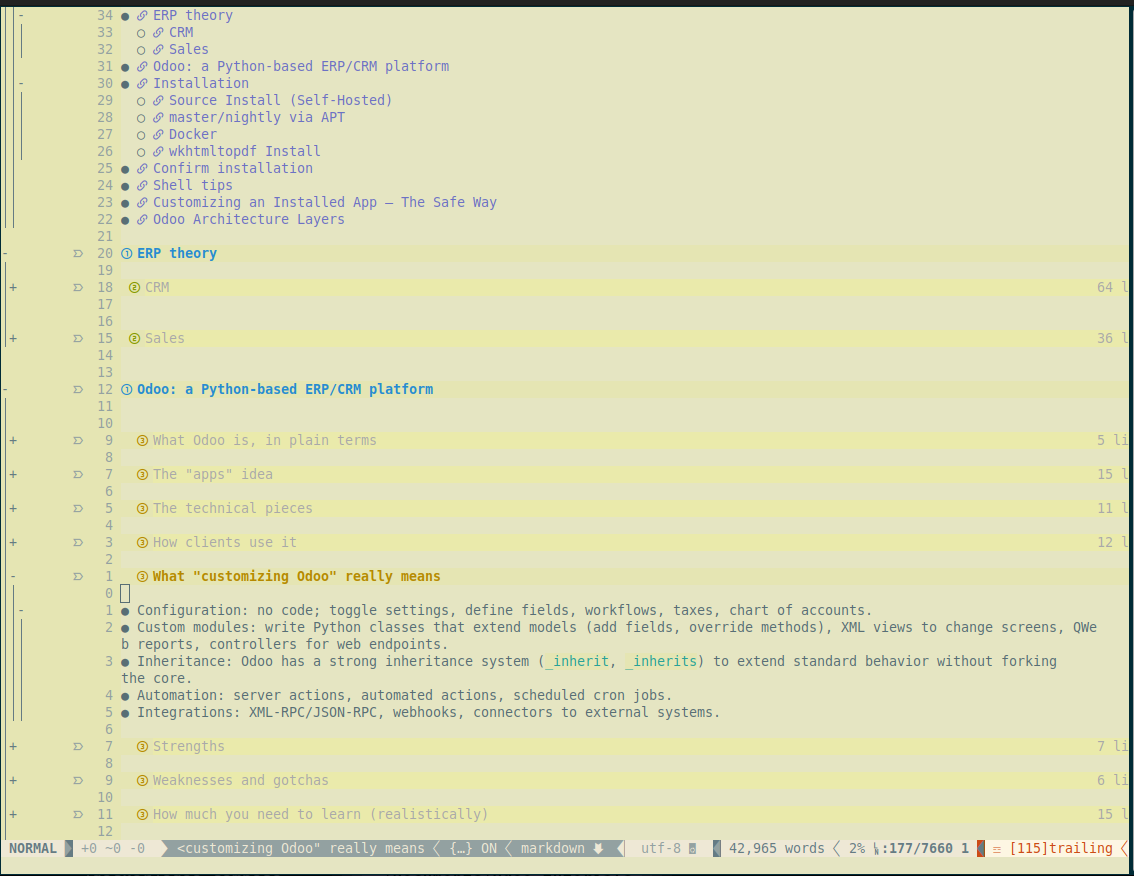 - 34 ● ERP theory
33 ○ CRM
32 ○ Sales
31 ● Odoo: a Python-based ERP/CRM platform
- 30 ● Installation
29 ○ Source Install (Self-Hosted)
28 ○ master/nightly via APT
27 ○ Docker
26 ○ wkhtmltopdf Install
25 ● Confirm installation
24 ● Shell tips
23 ● Customizing an Installed App — The Safe Way
22 ● Odoo Architecture Layers
21
- 20 ① ERP theory
19
+ 18 ② CRM 64 l
17
16
+ 15 ② Sales 36 l
14
13
- 12 ① Odoo: a Python-based ERP/CRM platform
11
10
+ 9 ③ What Odoo is, in plain terms 5 li
8
+ 7 ③ The "apps" idea 15 l
6
+ 5 ③ The technical pieces 11 l
4
+ 3 ③ How clients use it 12 l
2
- 1 ③ What "customizing Odoo" really means
0
- 1 ● Configuration: no code; toggle settings, define fields, workflows, taxes, chart of accounts.
2 ● Custom modules: write Python classes that extend models (add fields, override methods), XML views to change screens, QWe
b reports, controllers for web endpoints.
3 ● Inheritance: Odoo has a strong inheritance system (_inherit, _inherits) to extend standard behavior without forking
the core.
4 ● Automation: server actions, automated actions, scheduled cron jobs.
5 ● Integrations: XML-RPC/JSON-RPC, webhooks, connectors to external systems.
6
+ 7 ③ Strengths 7 li
8
+ 9 ③ Weaknesses and gotchas 6 li
10
+ 11 ③ How much you need to learn (realistically) 15 l
12
NORMAL +0 ~0 -0 <customizing Odoo" really means {…} ON markdown utf-8 42,965 words 2% :177/7660 1 [115]trailing